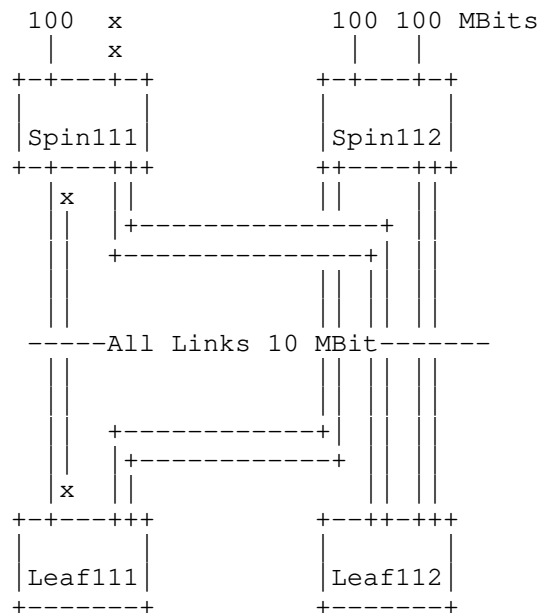 100 x 100 100 MBits
x
Spin111 Spin112
x
All Links 10 MBit
x
Leaf111 Leaf112